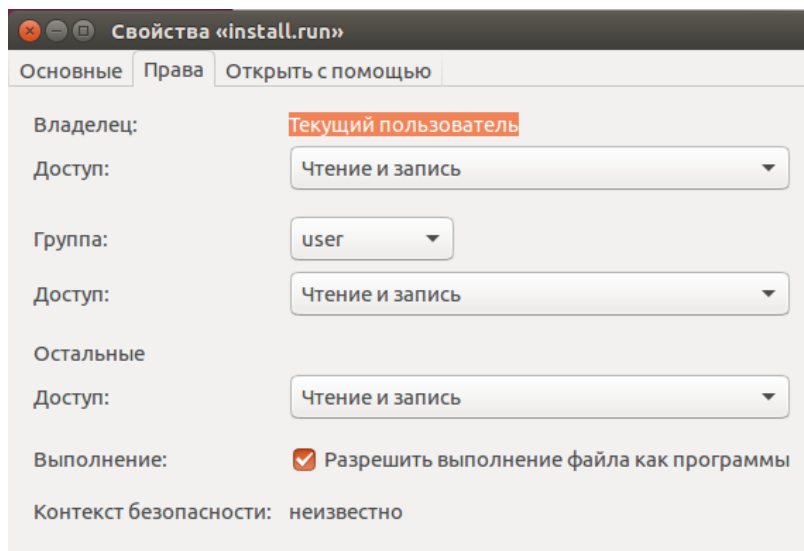 Свойства «install.run»
Основные Права Открыть с помощью
Владелец: Текущий пользователь
Доступ: Чтение и запись
Группа: user
Доступ: Чтение и запись
Остальные
Доступ: Чтение и запись
Выполнение: Разрешить выполнение файла как программы
Контекст безопасности: неизвестно